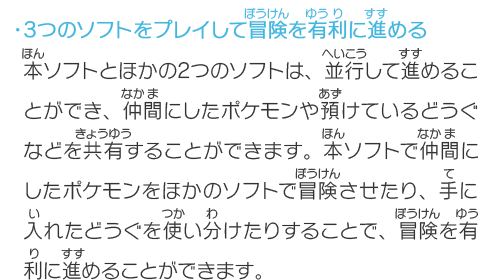 ・3つのソフトをプレイして冒険を有利に進める
本ソフトとほかの2つのソフトは、並行して進めるこ
とができ、仲間にしたポケモンや預けているどうぐ
などを共有することができます。本ソフトで仲間に
したポケモンをほかのソフトで冒険させたり、手に
入れたどうぐを使い分けたりすることで、冒険を有
利に進めることができます。